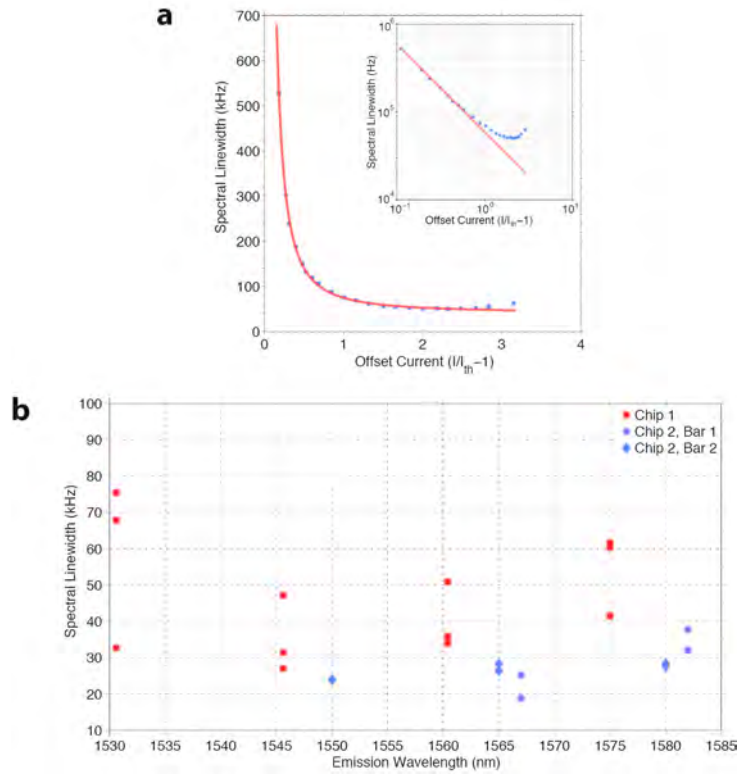 a
700
600
500
400
300
200
100
0
Spectral Linewidth (kHz)
0 1 2 3 4
Offset Current (I/Ith−1)
10^6
10^5
10^4
Spectral Linewidth (Hz)
10^-1 10^0 10^1
Offset Current (I/Ith−1)
b
100
90
80
70
60
50
40
30
20
10
Spectral Linewidth (kHz)
Chip 1
Chip 2, Bar 1
Chip 2, Bar 2
1530 1535 1540 1545 1550 1555 1560 1565 1570 1575 1580 1585
Emission Wavelength (nm)